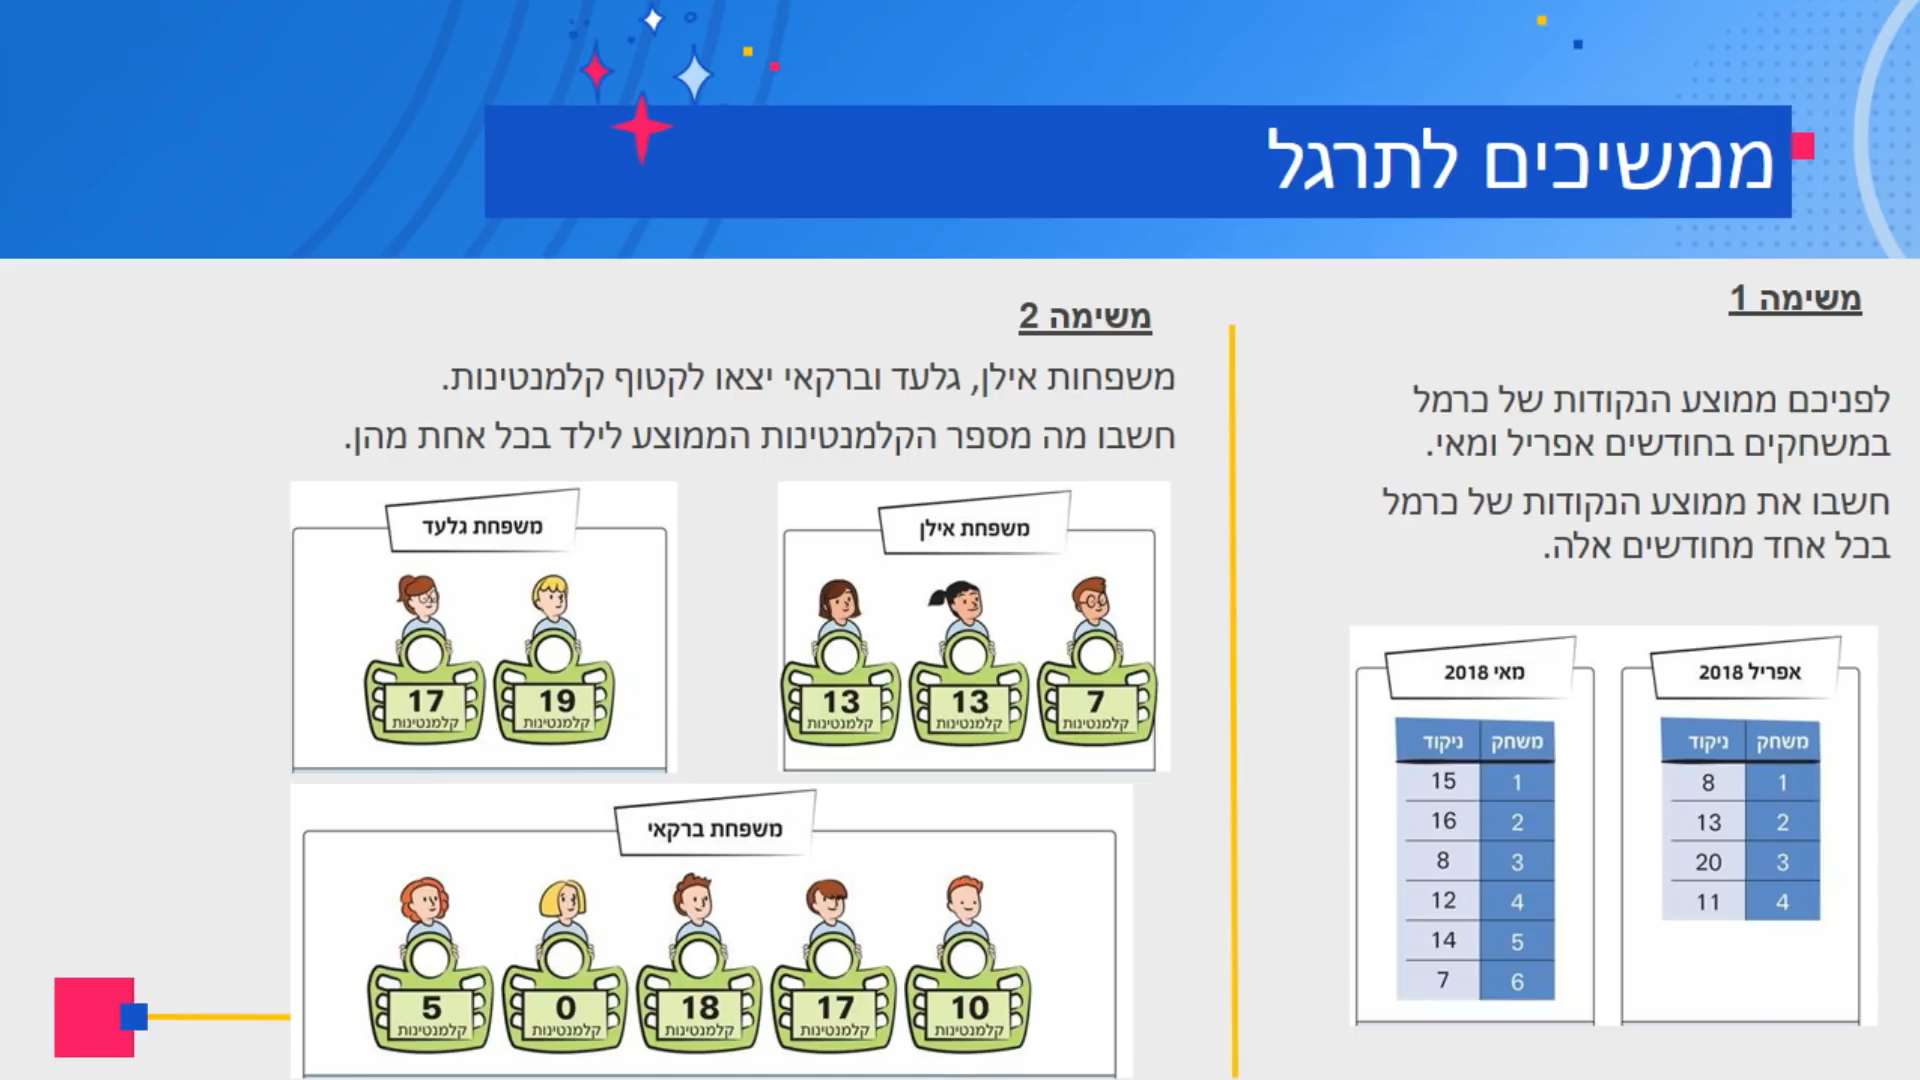 ממשיכים לתרגל
משימה 1
לפניכם ממוצע הנקודות של כרמל
במשחקים בחודשים אפריל ומאי.
חשבו את ממוצע הנקודות של כרמל
בכל אחד מחודשים אלה.
אפריל 2018
משחק ניקוד
1 8
2 13
3 20
4 11
מאי 2018
משחק ניקוד
1 15
2 16
3 8
4 12
5 14
6 7
משימה 2
משפחות אילן, גלעד וברקאי יצאו לקטוף קלמנטינות.
חשבו מה מספר הקלמנטינות הממוצע לילד בכל אחת מהן.
משפחת אילן
7 13 13
קלמנטינות קלמנטינות קלמנטינות
משפחת גלעד
19 17
קלמנטינות קלמנטינות
משפחת ברקאי
10 17 18 0 5
קלמנטינות קלמנטינות קלמנטינות קלמנטינות קלמנטינות